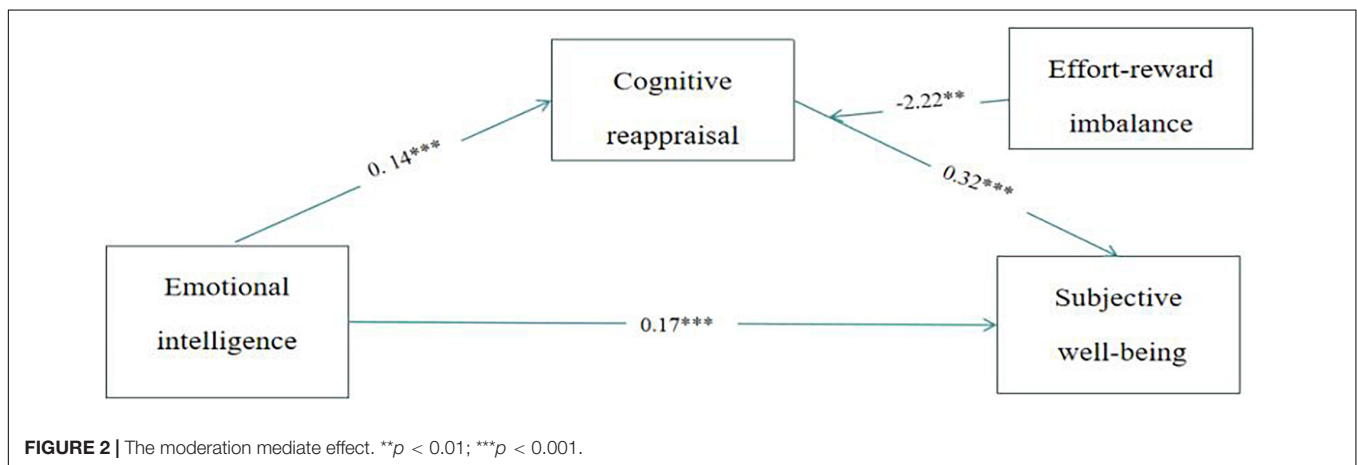 Cognitive
reappraisal
Effort-reward
imbalance
-2.22**
0. 14***
0.32***
Emotional
intelligence
0.17***
Subjective
well-being
FIGURE 2 | The moderation mediate effect. **p < 0.01; ***p < 0.001.